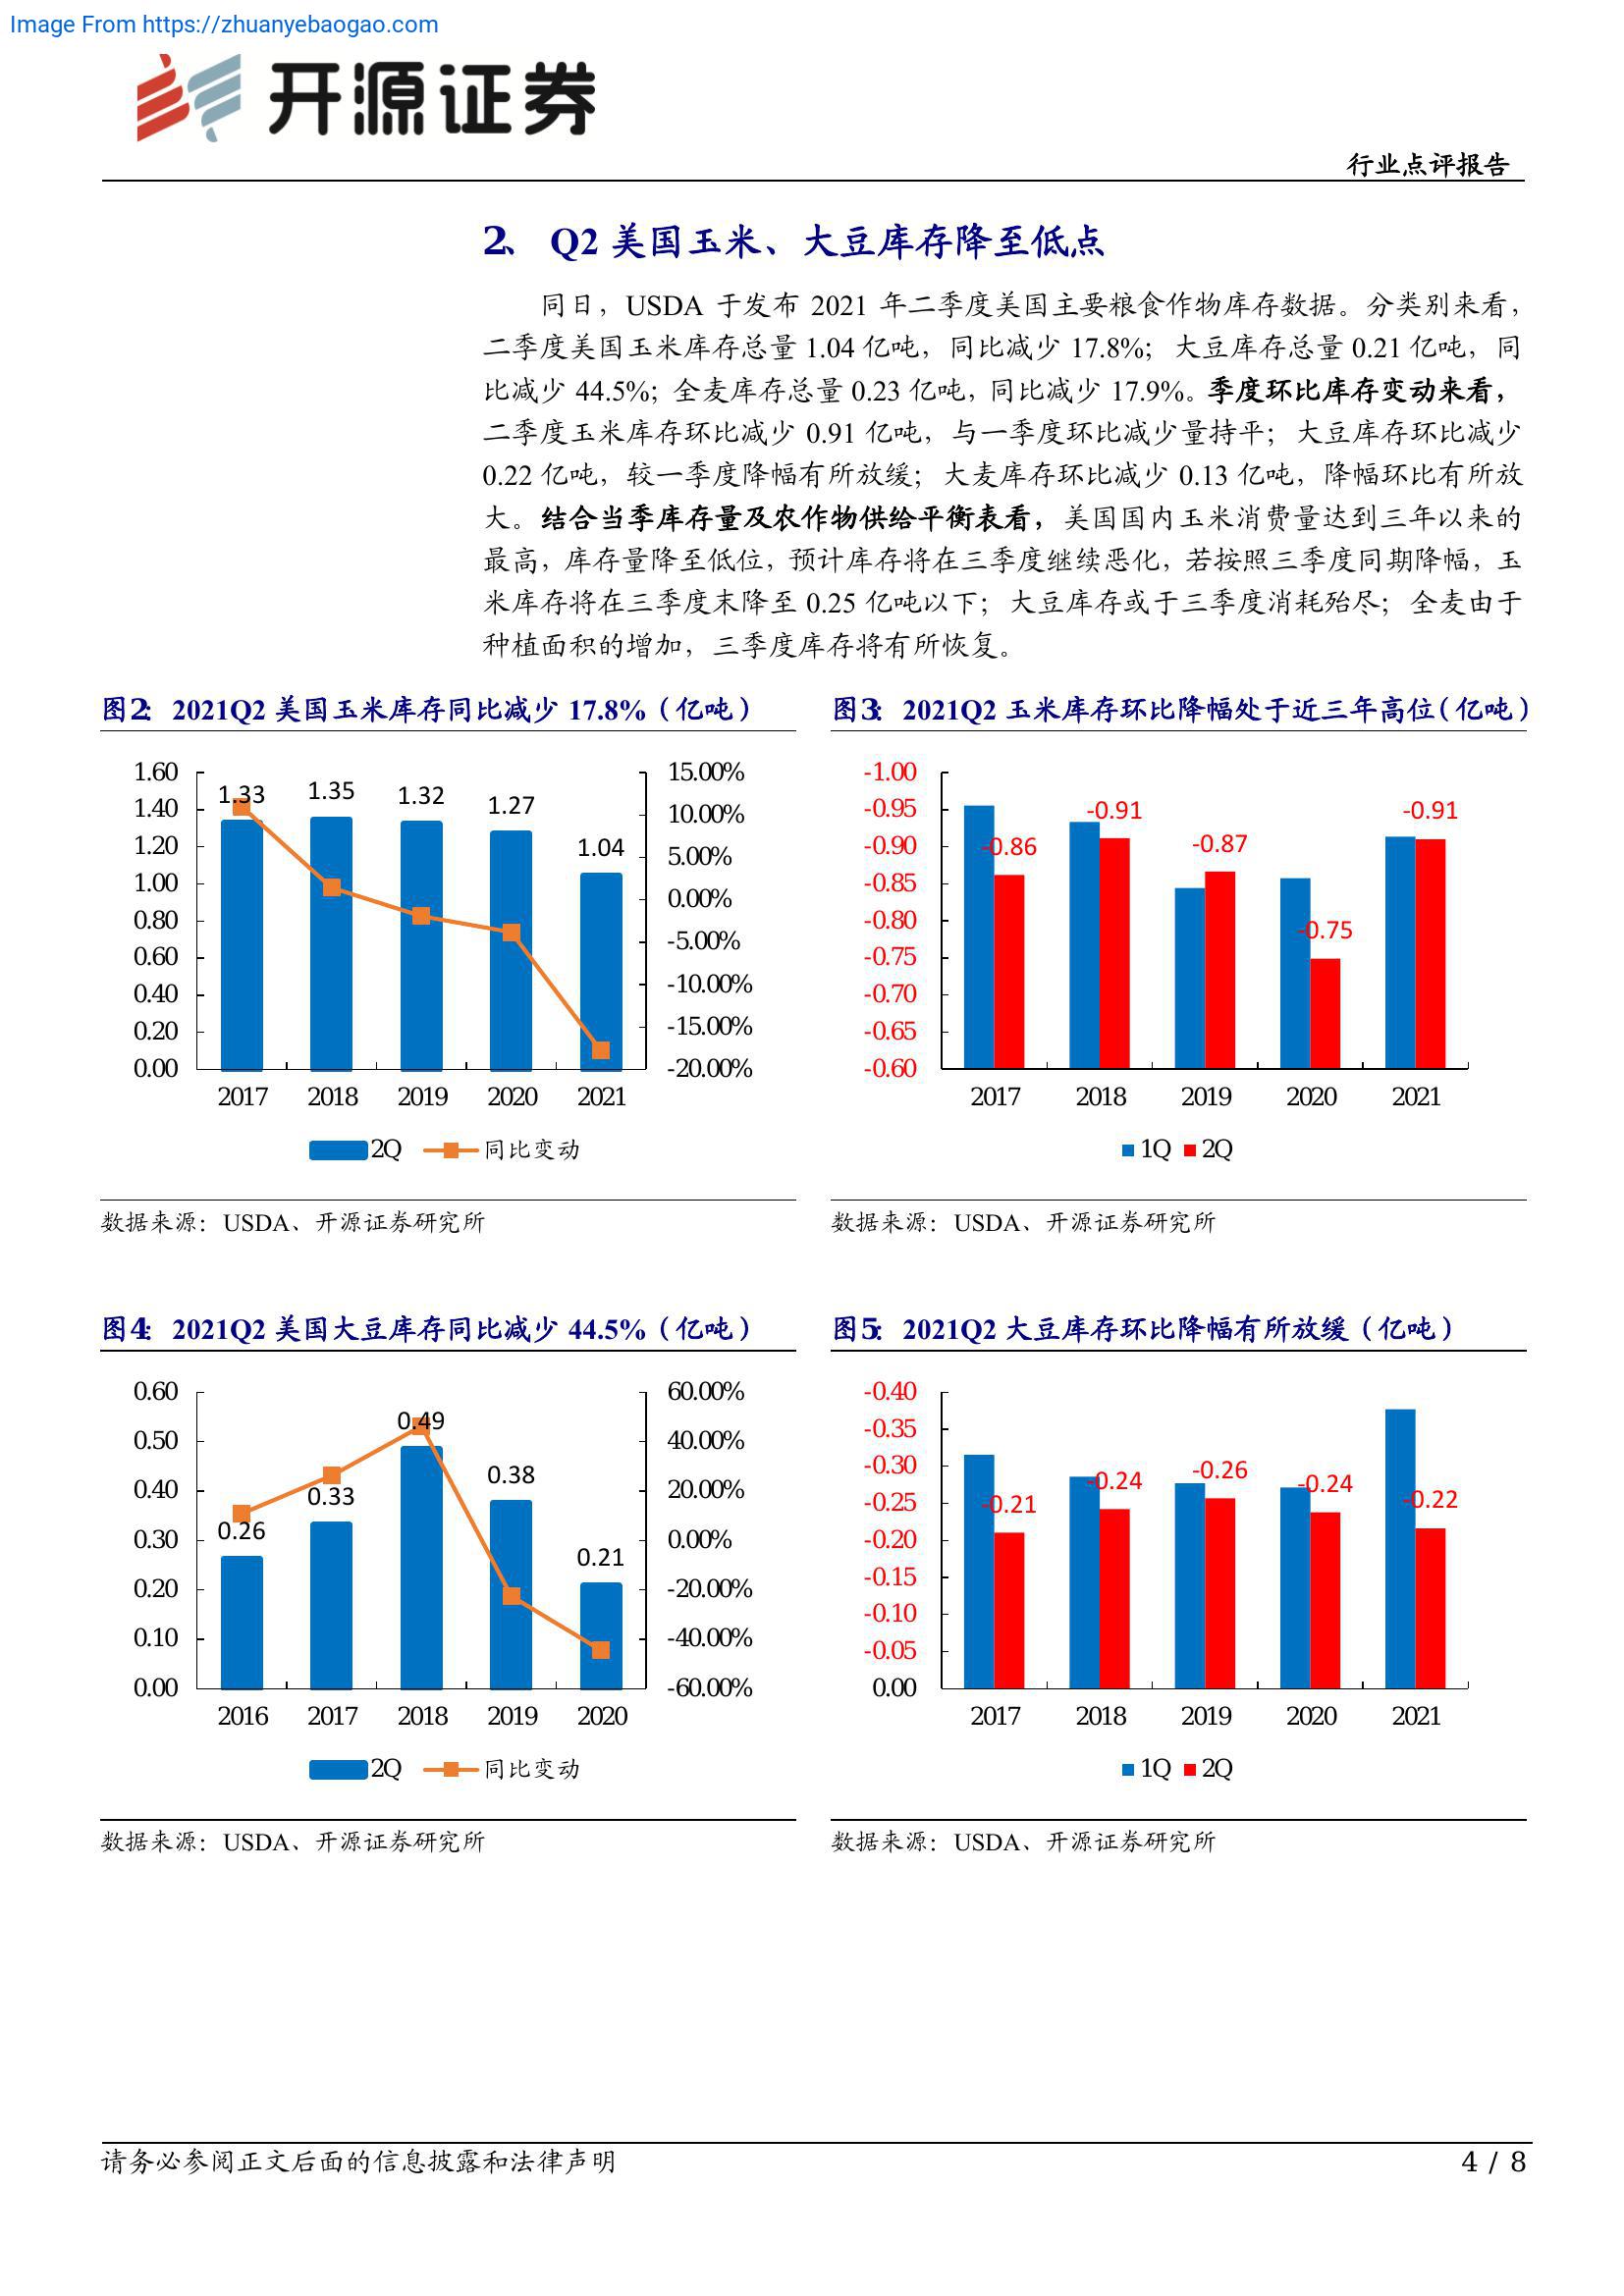 Image From https://zhuanyebaogao.com
开源证券
行业点评报告
2、 Q2 美国玉米、大豆库存降至低点
同日，USDA 于发布 2021 年二季度美国主要粮食作物库存数据。分类别来看，
二季度美国玉米库存总量 1.04 亿吨，同比减少 17.8%；大豆库存总量 0.21 亿吨，同
比减少 44.5%；全麦库存总量 0.23 亿吨，同比减少 17.9%。季度环比库存变动来看，
二季度玉米库存环比减少 0.91 亿吨，与一季度环比减少量持平；大豆库存环比减少
0.22 亿吨，较一季度降幅有所放缓；大麦库存环比减少 0.13 亿吨，降幅环比有所放
大。结合当季库存量及农作物供给平衡表看，美国国内玉米消费量达到三年以来的
最高，库存量降至低位，预计库存将在三季度继续恶化，若按照三季度同期降幅，玉
米库存将在三季度末降至 0.25 亿吨以下；大豆库存或于三季度消耗殆尽；全麦由于
种植面积的增加，三季度库存将有所恢复。
图2：2021Q2 美国玉米库存同比减少 17.8%（亿吨）
1.60
1.40
1.20
1.00
0.80
0.60
0.40
0.20
0.00
1.33
1.35
1.32
1.27
1.04
15.00%
10.00%
5.00%
0.00%
-5.00%
-10.00%
-15.00%
-20.00%
2017 2018 2019 2020 2021
2Q 同比变动
数据来源：USDA、开源证券研究所
图3：2021Q2 玉米库存环比降幅处于近三年高位（亿吨）
-1.00
-0.95
-0.90
-0.85
-0.80
-0.75
-0.70
-0.65
-0.60
-0.86
-0.91
-0.87
-0.75
-0.91
2017 2018 2019 2020 2021
1Q 2Q
数据来源：USDA、开源证券研究所
图4：2021Q2 美国大豆库存同比减少 44.5%（亿吨）
0.60
0.50
0.40
0.30
0.20
0.10
0.00
0.26
0.33
0.49
0.38
0.21
60.00%
40.00%
20.00%
0.00%
-20.00%
-40.00%
-60.00%
2016 2017 2018 2019 2020
2Q 同比变动
数据来源：USDA、开源证券研究所
图5：2021Q2 大豆库存环比降幅有所放缓（亿吨）
-0.40
-0.35
-0.30
-0.25
-0.20
-0.15
-0.10
-0.05
0.00
-0.21
-0.24
-0.26
-0.24
-0.22
2017 2018 2019 2020 2021
1Q 2Q
数据来源：USDA、开源证券研究所
请务必参阅正文后面的信息披露和法律声明
4 / 8